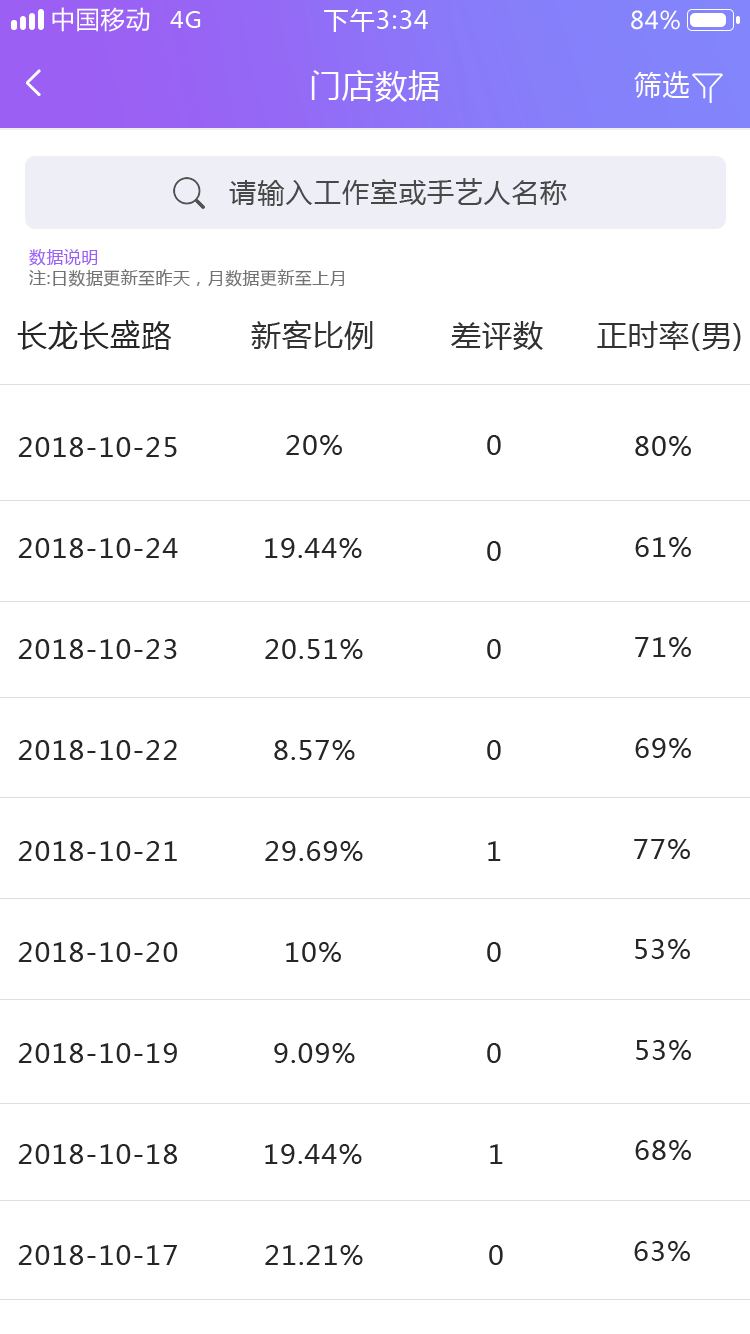 中国移动 4G 下午3:34 84%
门店数据 筛选
请输入工作室或手艺人名称
数据说明
注:日数据更新至昨天，月数据更新至上月
长龙长盛路 新客比例 差评数 正时率(男)
2018-10-25 20% 0 80%
2018-10-24 19.44% 0 61%
2018-10-23 20.51% 0 71%
2018-10-22 8.57% 0 69%
2018-10-21 29.69% 1 77%
2018-10-20 10% 0 53%
2018-10-19 9.09% 0 53%
2018-10-18 19.44% 1 68%
2018-10-17 21.21% 0 63%